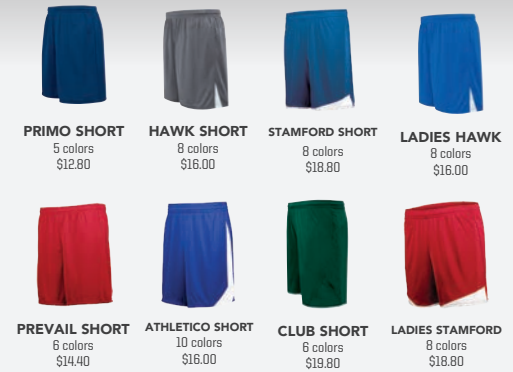 PRIMO SHORT
5 colors
$12.80
HAWK SHORT
8 colors
$16.00
STAMFORD SHORT
8 colors
$18.80
LADIES HAWK
8 colors
$16.00
PREVAIL SHORT
6 colors
$14.40
ATHLETICO SHORT
10 colors
$16.00
CLUB SHORT
6 colors
$19.80
LADIES STAMFORD
8 colors
$18.80